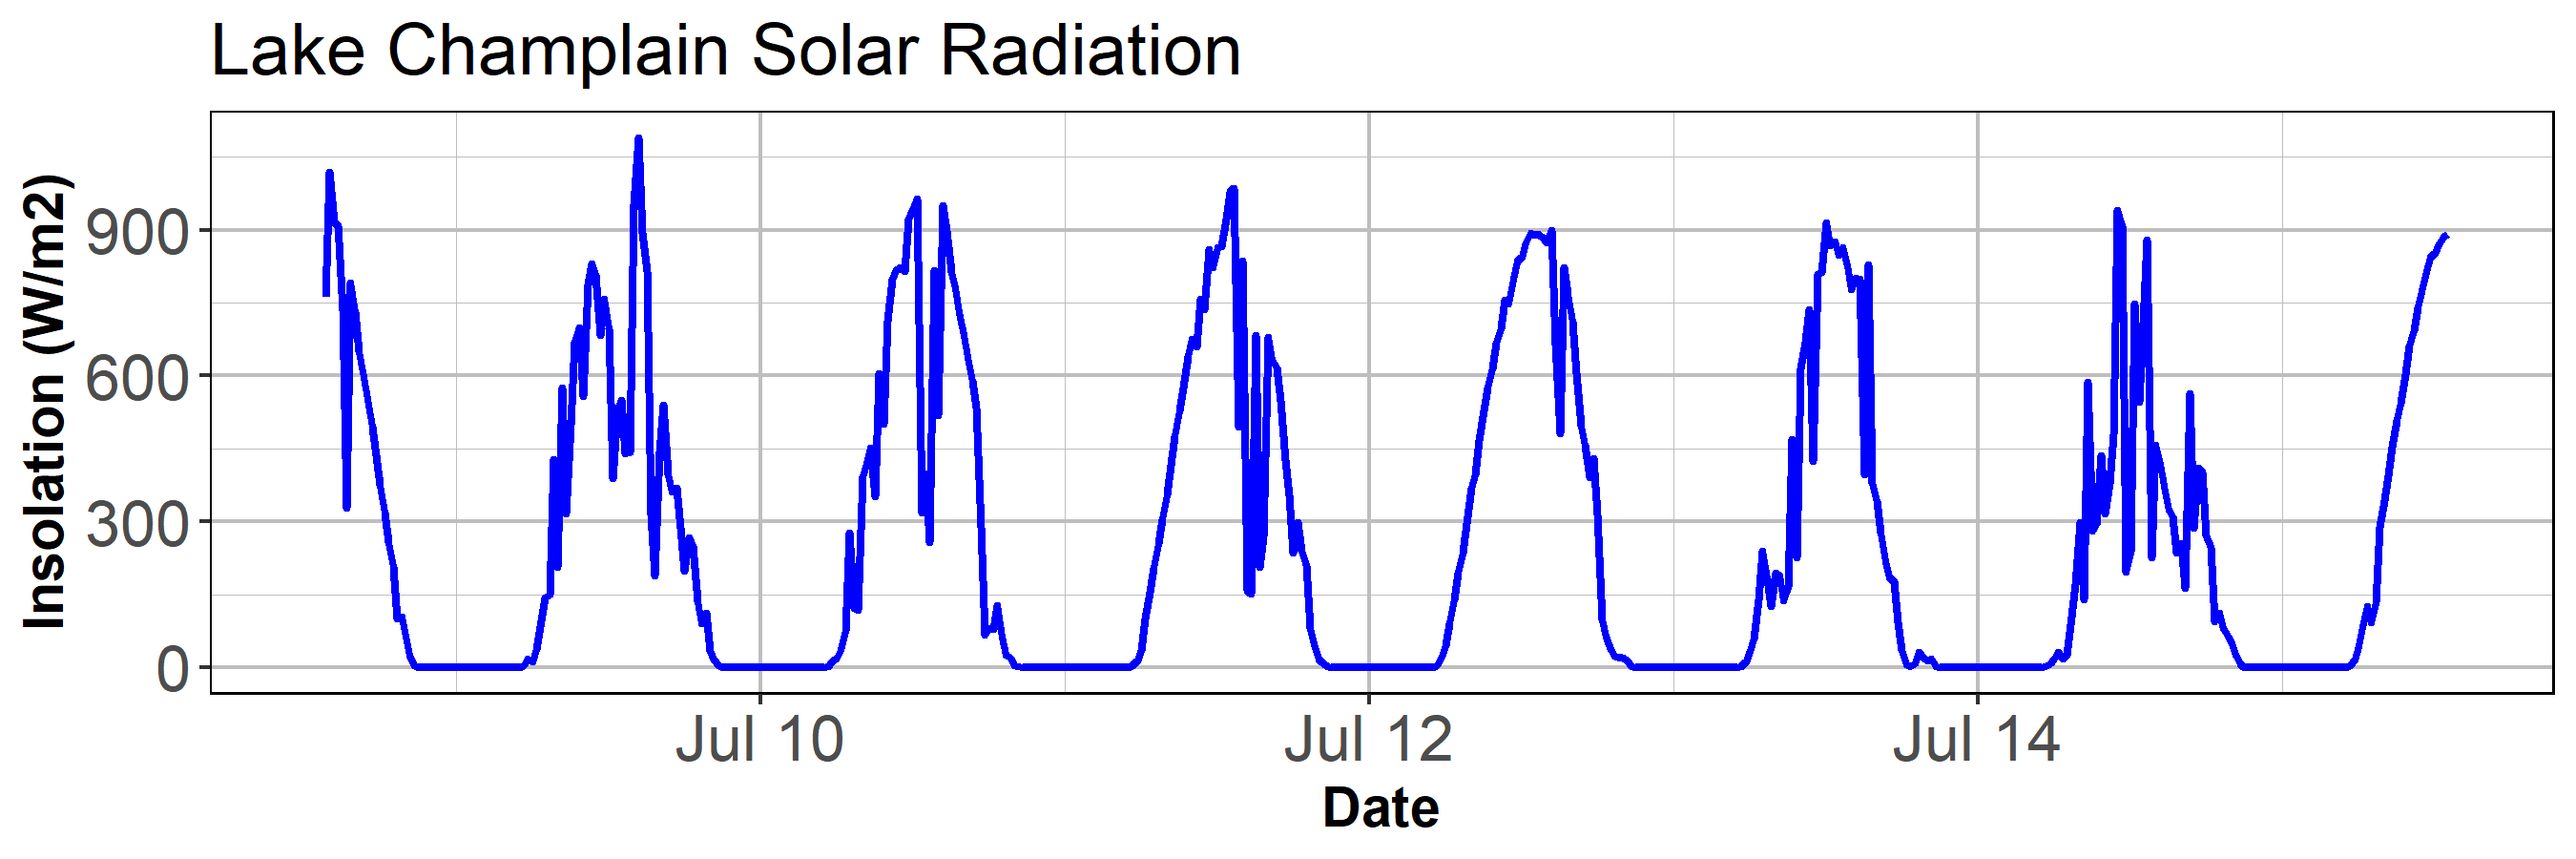 Lake Champlain Solar Radiation
Insolation (W/m2)
900
600
300
0
Jul 10
Jul 12
Jul 14
Date